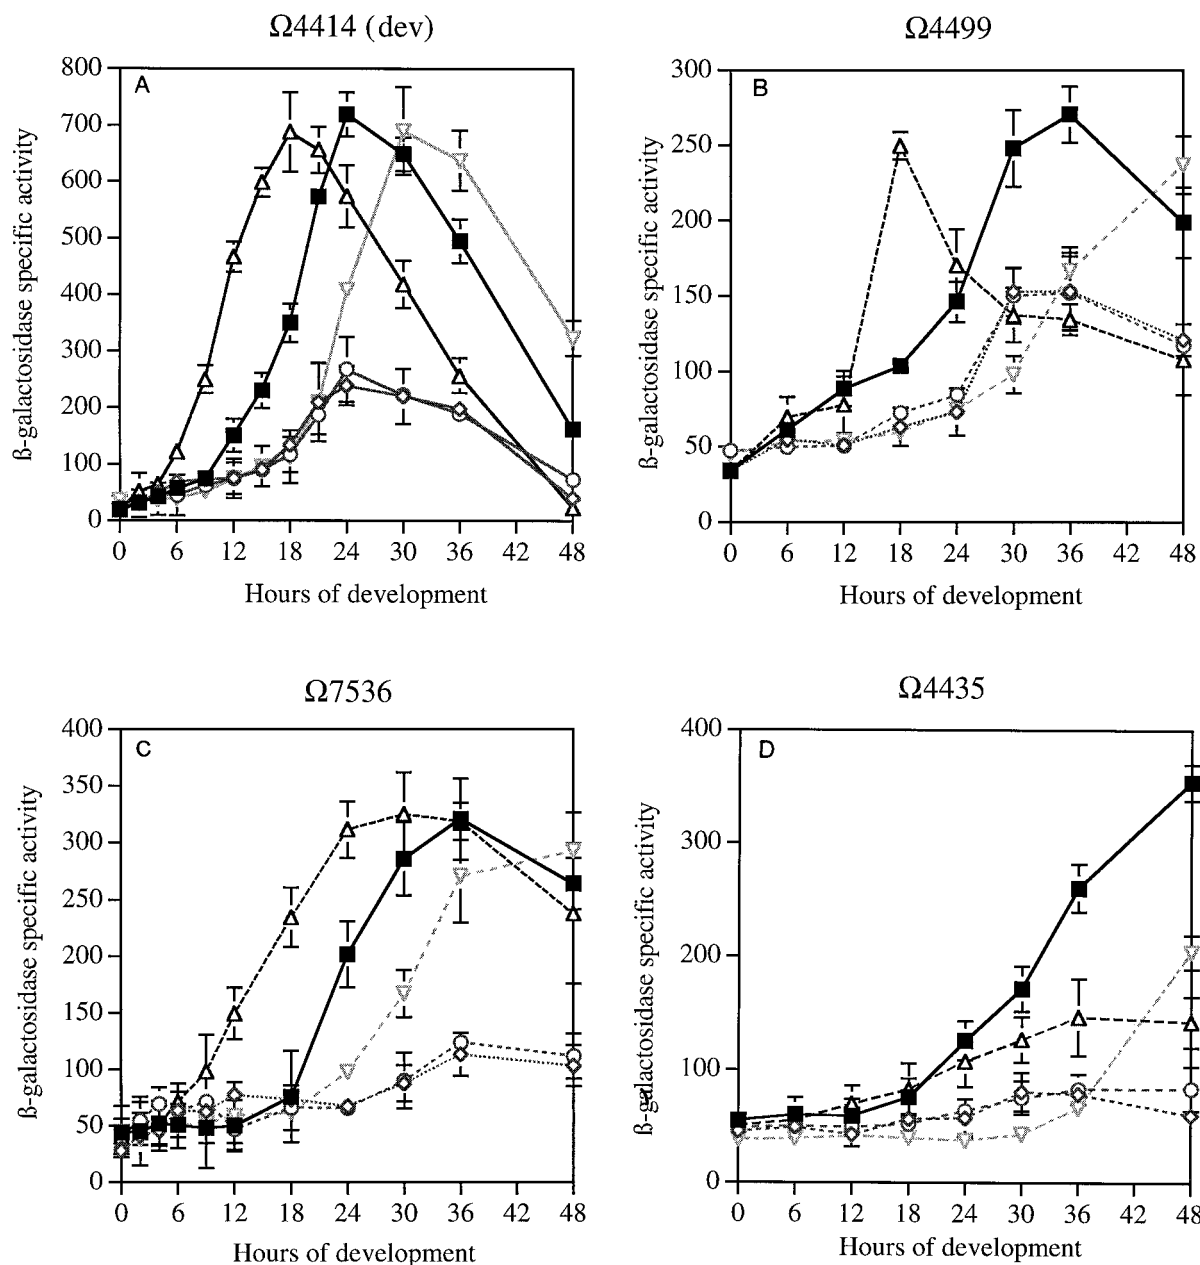 Ω4414 (dev)
A
ß-galactosidase specific activity
800
700
600
500
400
300
200
100
0
0 6 12 18 24 30 36 42 48
Hours of development
Ω4499
B
ß-galactosidase specific activity
300
250
200
150
100
50
0
0 6 12 18 24 30 36 42 48
Hours of development
Ω7536
C
ß-galactosidase specific activity
400
350
300
250
200
150
100
50
0
0 6 12 18 24 30 36 42 48
Hours of development
Ω4435
D
ß-galactosidase specific activity
400
300
200
100
0
0 6 12 18 24 30 36 42 48
Hours of development